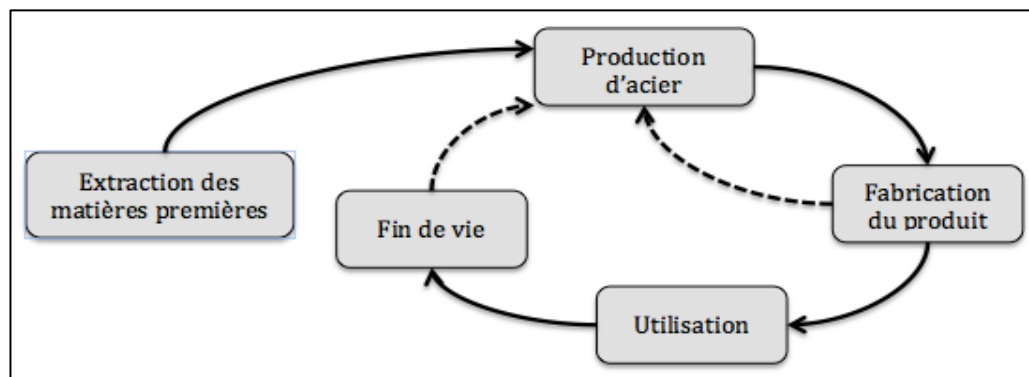 Production
d'acier
Extraction des
matières premières
Fin de vie
Fabrication
du produit
Utilisation